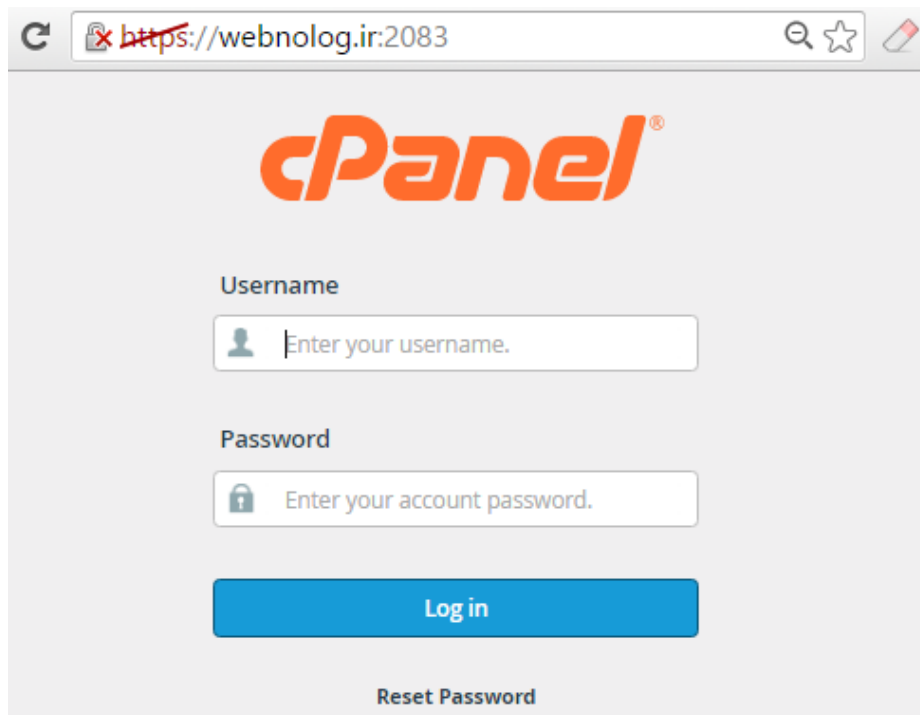 https://webnolog.ir:2083
cPanel®
Username
Enter your username.
Password
Enter your account password.
Log in
Reset Password